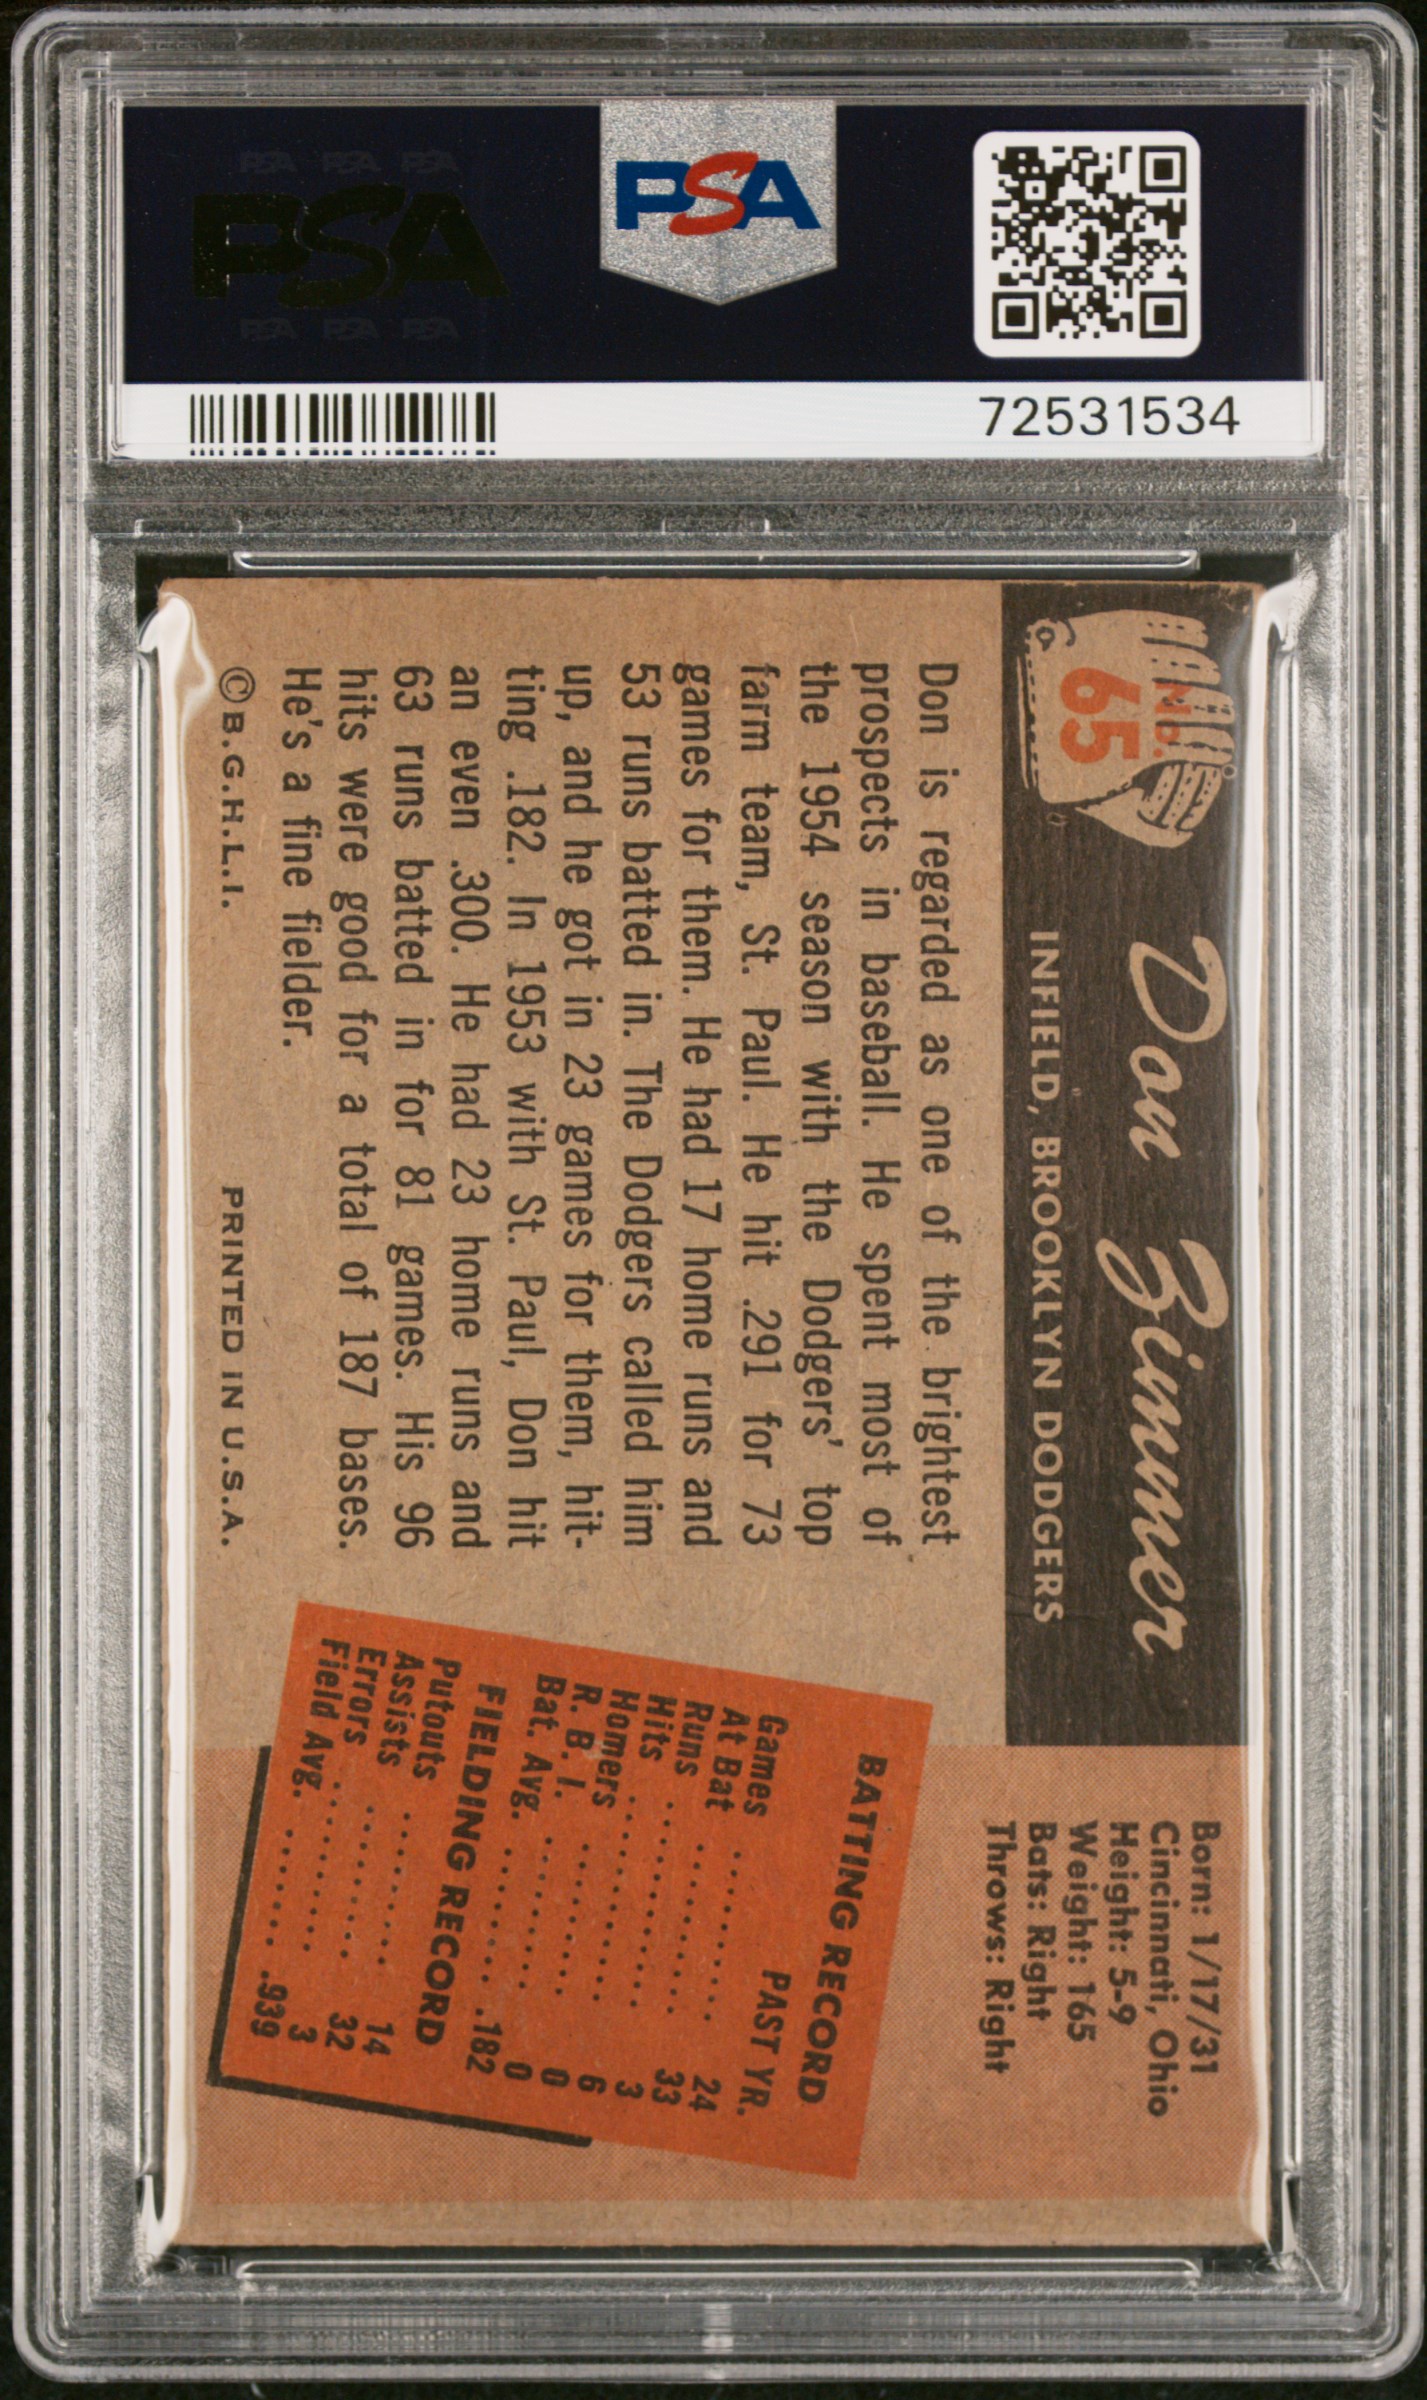 PSA PSA PSA
PSA
PSA PSA PSA
PSA
72531534
No.
65
Don Zimmer
INFIELD, BROOKLYN DODGERS
Born: 1/17/31
Cincinnati, Ohio
Height: 5-9
Weight: 165
Bats: Right
Throws: Right
Don is regarded as one of the brightest
prospects in baseball. He spent most of
the 1954 season with the Dodgers' top
farm team, St. Paul. He hit .291 for 73
games for them. He had 17 home runs and
53 runs batted in. The Dodgers called him
up, and he got in 23 games for them, hit-
ting .182. In 1953 with St. Paul, Don hit
an even .300. He had 23 home runs and
63 runs batted in for 81 games. His 96
hits were good for a total of 187 bases.
He's a fine fielder.
© B.G.H.L.I. PRINTED IN U.S.A.
BATTING RECORD
PAST YR.
Games ......... 24
At Bat ......... 33
Runs .......... 3
Hits ........... 6
Homers ........ 0
R. B. I. ......... 0
Bat. Avg. ....... .182
FIELDING RECORD
Putouts ........ 14
Assists ......... 32
Errors .......... 3
Field Avg. ....... .939